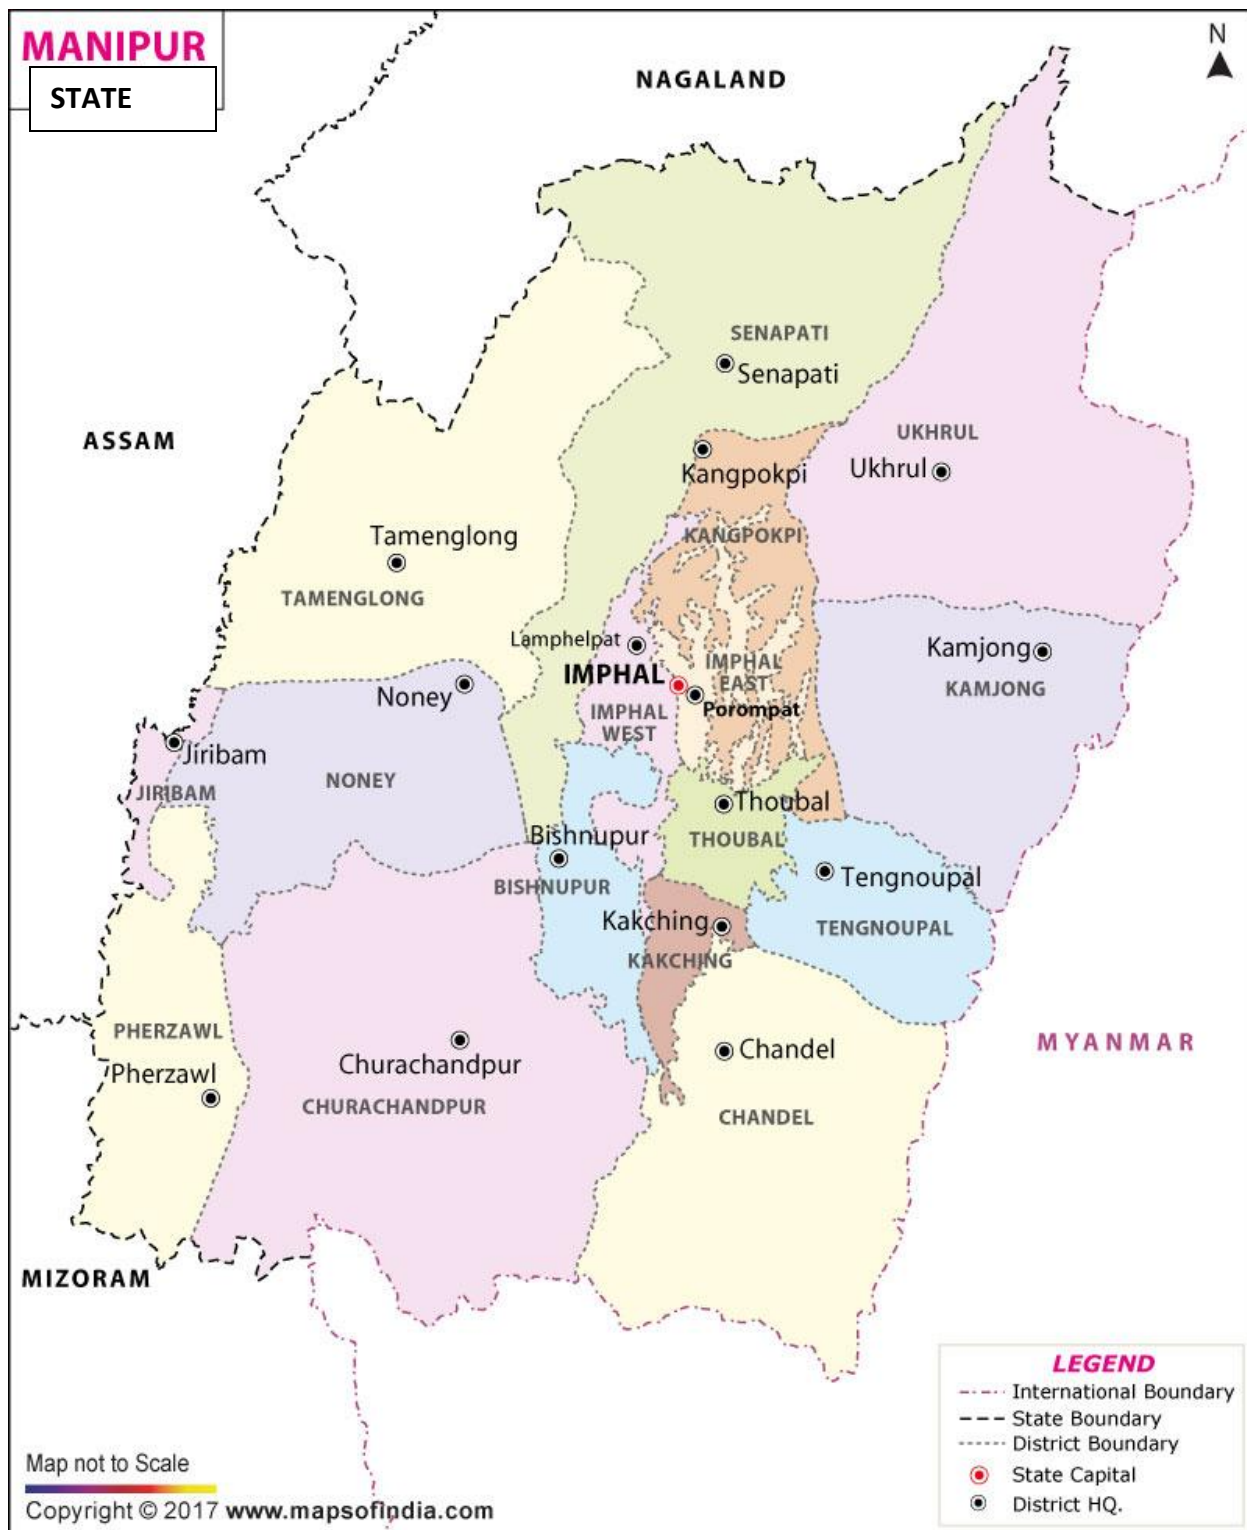 MANIPUR
STATE
N
NAGALAND
ASSAM
SENAPATI
Senapati
UKHRUL
Ukhrul
Kangpokpi
KANGPOKPI
Tamenglong
TAMENGLONG
Lamphelpat
IMPHAL
IMPHAL
EAST
Porompat
IMPHAL
WEST
Kamjong
KAMJONG
Noney
NONEY
Jiribam
JIRIBAM
Thoubal
THOUBAL
Bishnupur
BISHNUPUR
Tengnoupal
TENGNOUPAL
Kakching
KAKCHING
PHERZAWL
Pherzawl
Churachandpur
CHURACHANDPUR
Chandel
CHANDEL
MYANMAR
MIZORAM
LEGEND
International Boundary
State Boundary
District Boundary
State Capital
District HQ.
Map not to Scale
Copyright © 2017 www.mapsofindia.com